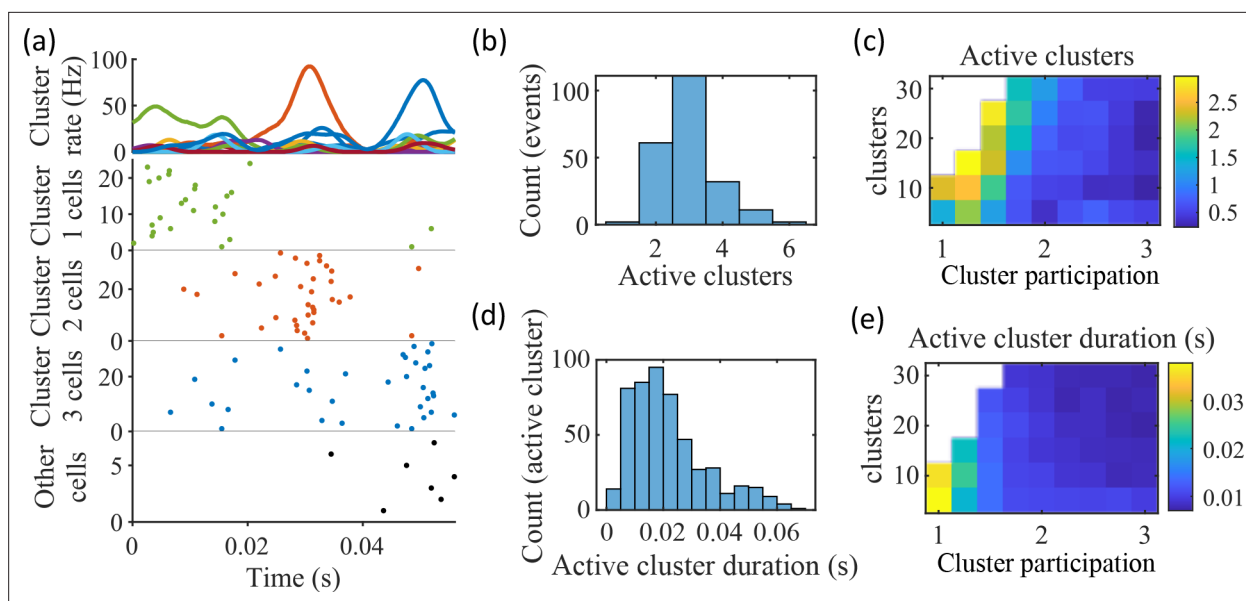 (a)
Cluster
rate (Hz)
100
50
0
Cluster
1 cells
20
10
0
Cluster
2 cells
20
0
Cluster
3 cells
20
0
Other
cells
5
0
0 0.02 0.04
Time (s)
(b)
Count (events)
100
50
0
2 4 6
Active clusters
(c)
Active clusters
clusters
30
20
10
1 2 3
Cluster participation
2.5
2
1.5
1
0.5
(d)
Count (active cluster)
100
50
0
0 0.02 0.04 0.06
Active cluster duration (s)
(e)
Active cluster duration (s)
clusters
30
20
10
1 2 3
Cluster participation
0.03
0.02
0.01